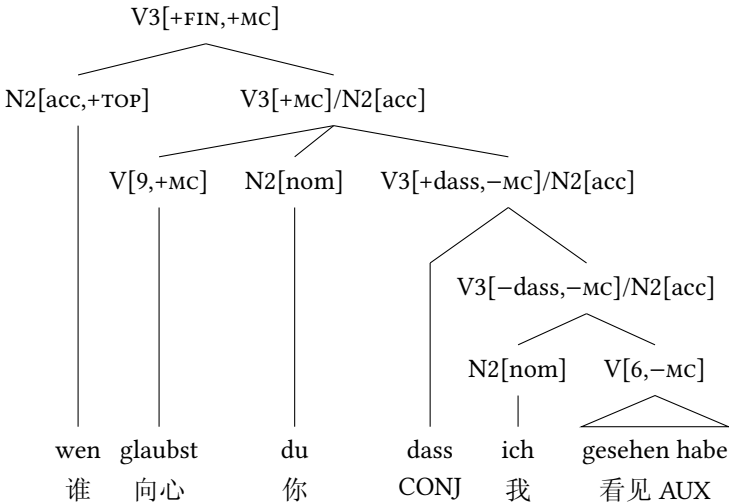 V3[+FIN,+MC]
N2[acc,+TOP] V3[+MC]/N2[acc]
V[9,+MC] N2[nom] V3[+dass,−MC]/N2[acc]
V3[−dass,−MC]/N2[acc]
N2[nom] V[6,−MC]
wen glaubst du dass ich gesehen habe
谁 向心 你 CONJ 我 看见 AUX